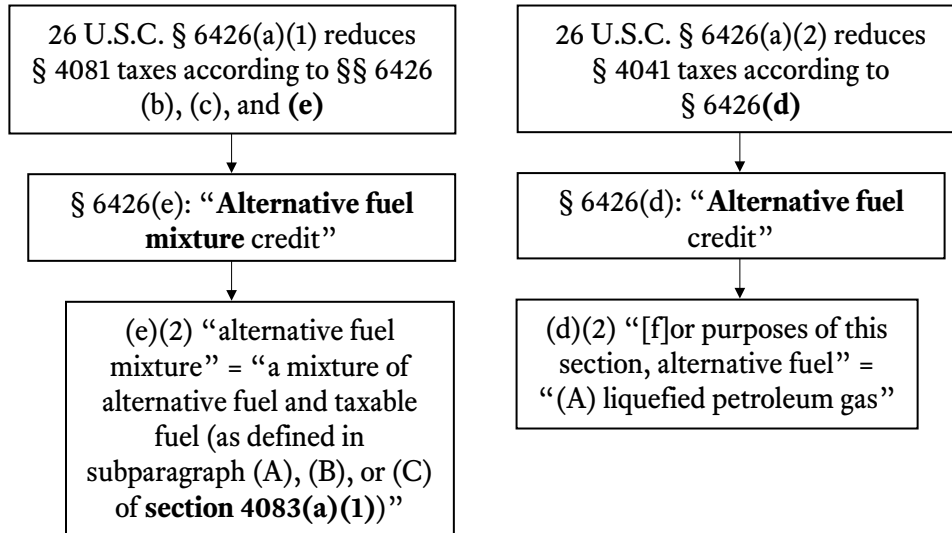 26 U.S.C. § 6426(a)(1) reduces
§ 4081 taxes according to §§ 6426
(b), (c), and (e)
§ 6426(e): “Alternative fuel
mixture credit”
(e)(2) “alternative fuel
mixture” = “a mixture of
alternative fuel and taxable
fuel (as defined in
subparagraph (A), (B), or (C)
of section 4083(a)(1))”
26 U.S.C. § 6426(a)(2) reduces
§ 4041 taxes according to
§ 6426(d)
§ 6426(d): “Alternative fuel
credit”
(d)(2) “[f]or purposes of this
section, alternative fuel” =
“(A) liquefied petroleum gas”